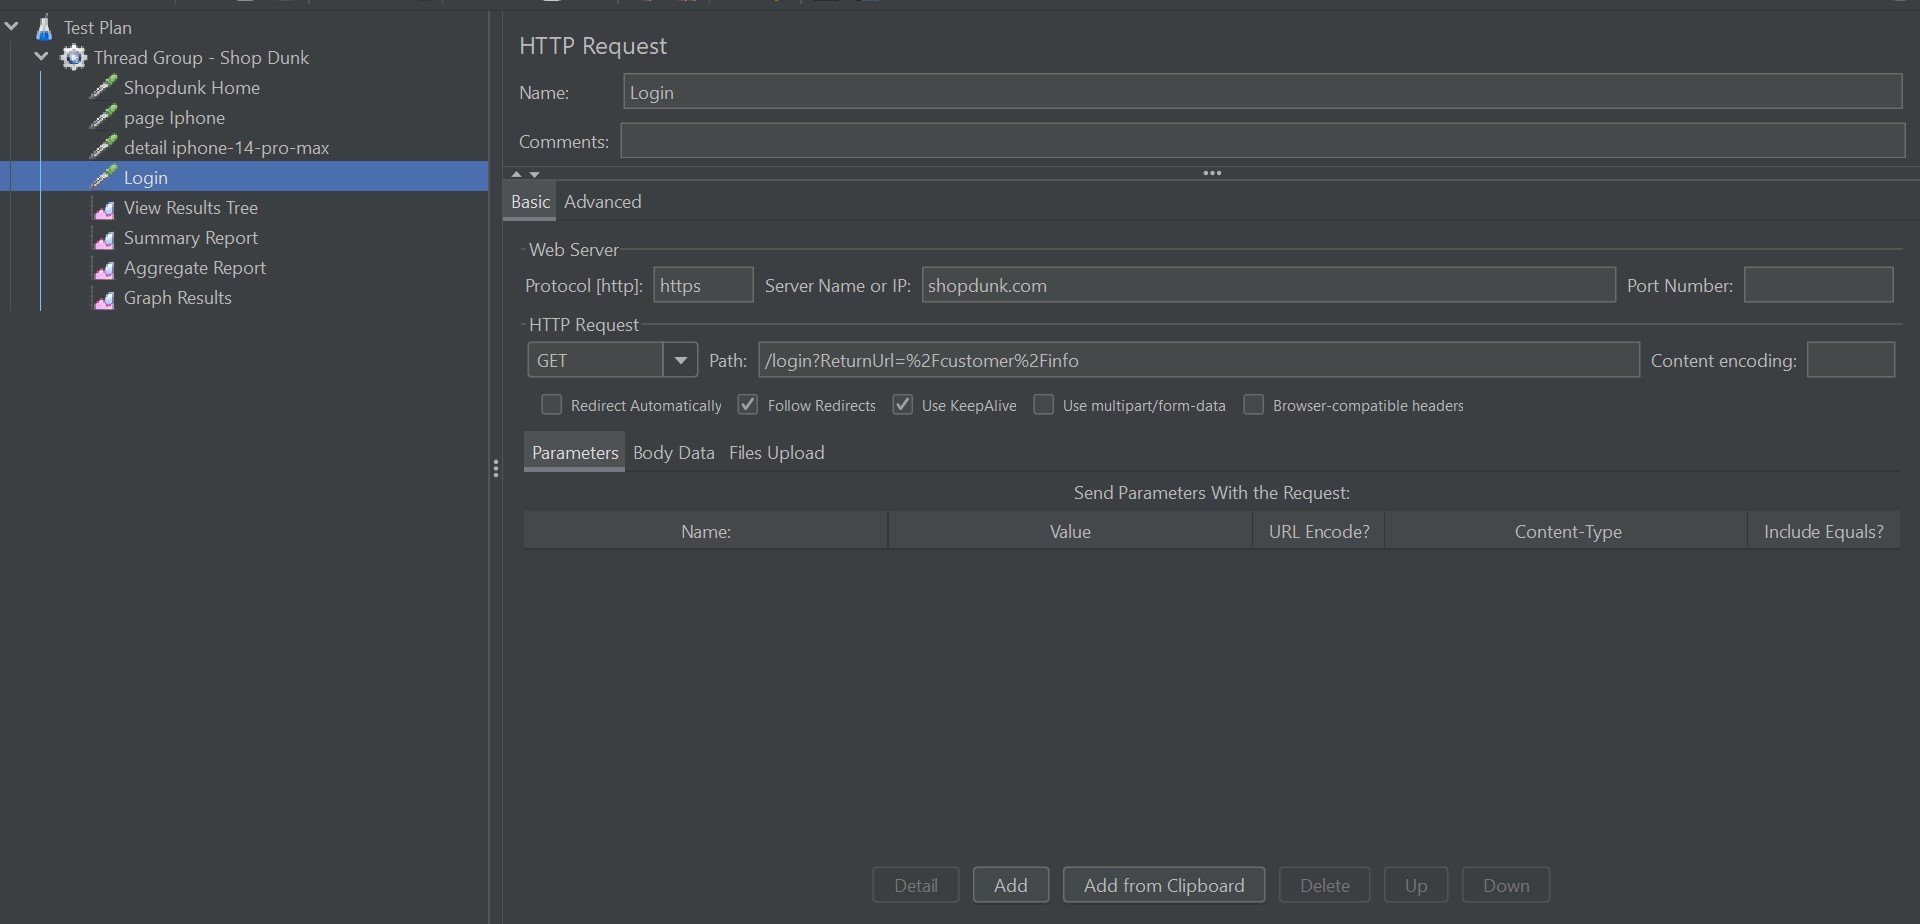 Test Plan
Thread Group - Shop Dunk
Shopdunk Home
page Iphone
detail iphone-14-pro-max
Login
View Results Tree
Summary Report
Aggregate Report
Graph Results
HTTP Request
Name: Login
Comments:
Basic Advanced
Web Server
Protocol [http]: https Server Name or IP: shopdunk.com Port Number:
HTTP Request
GET Path: /login?ReturnUrl=%2Fcustomer%2Finfo Content encoding:
Redirect Automatically Follow Redirects Use KeepAlive Use multipart/form-data Browser-compatible headers
Parameters Body Data Files Upload
Send Parameters With the Request:
Name: Value URL Encode? Content-Type Include Equals?
Detail Add Add from Clipboard Delete Up Down